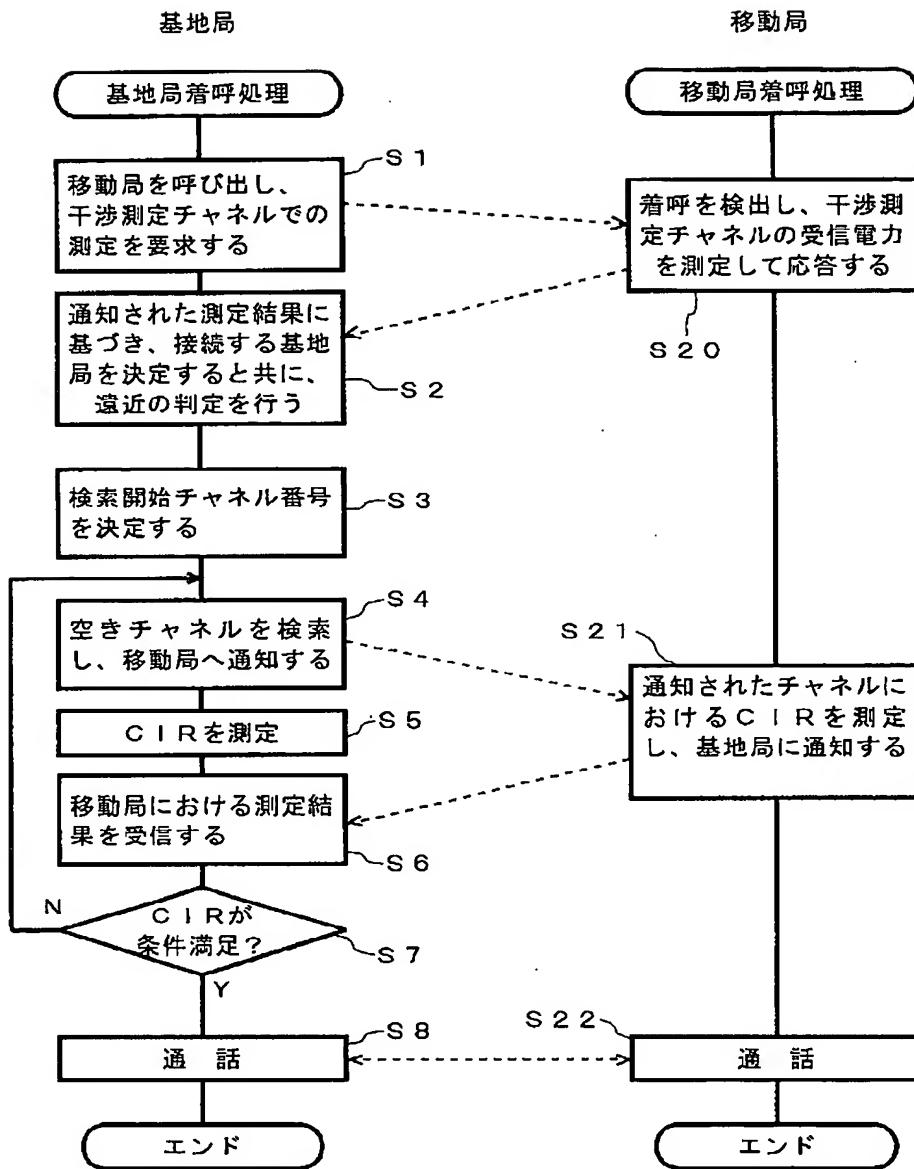 基地局
移動局
基地局着呼処理
移動局着呼処理
S1
移動局を呼び出し、
干渉測定チャネルでの
測定を要求する
着呼を検出し、干渉測
定チャネルの受信電力
を測定して応答する
S20
通知された測定結果に
基づき、接続する基地
局を決定すると共に、
遠近の判定を行う
S2
検索開始チャネル番号
を決定する
S3
S4
空きチャネルを検索
し、移動局へ通知する
S21
通知されたチャネルに
おけるCIRを測定
し、基地局に通知する
CIRを測定
S5
移動局における測定結
果を受信する
S6
N
CIRが
条件満足?
S7
Y
S8
通 話
S22
通 話
エンド
エンド